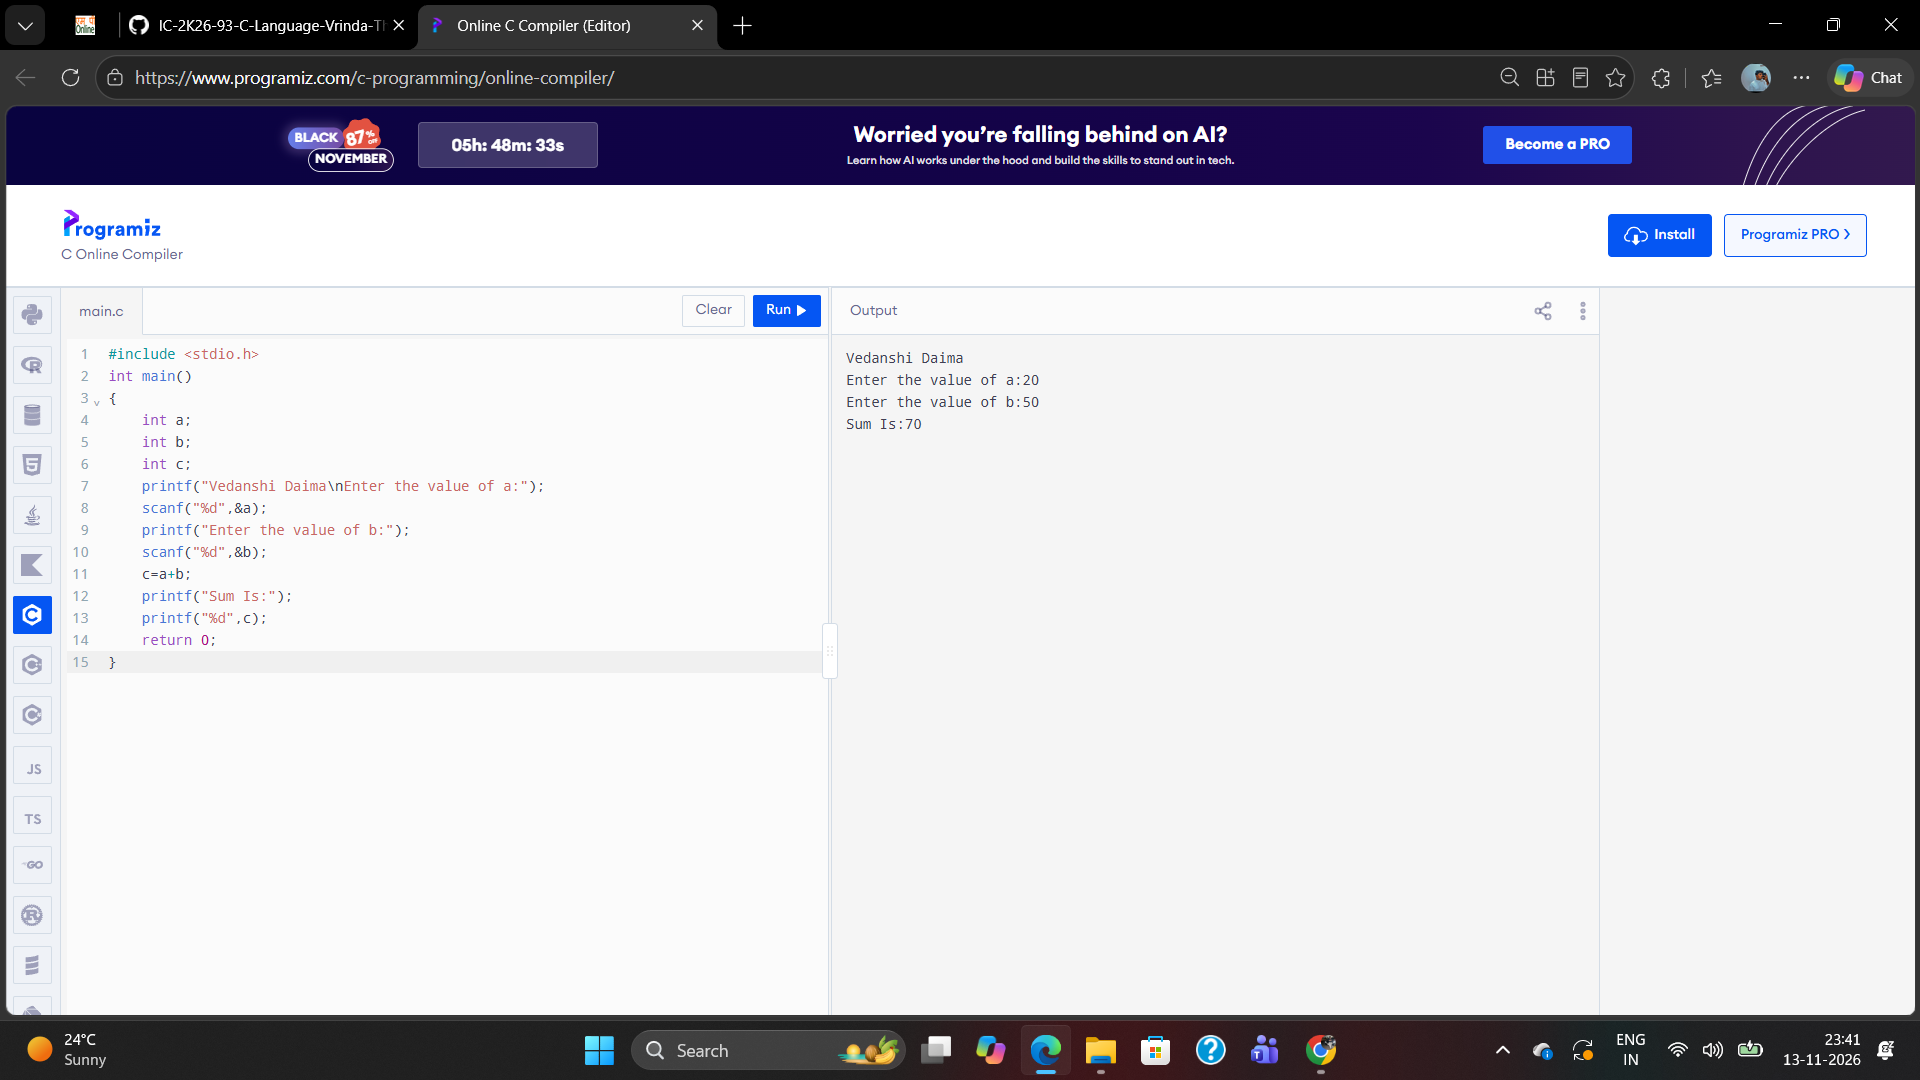 IC-2K26-93-C-Language-Vrinda-Th
Online C Compiler (Editor)
https://www.programiz.com/c-programming/online-compiler/
Chat
BLACK 87% OFF
NOVEMBER
05h: 48m: 33s
Worried you’re falling behind on AI?
Learn how AI works under the hood and build the skills to stand out in tech.
Become a PRO
Programiz
C Online Compiler
Install
Programiz PRO
main.c
Clear
Run
Output
1 #include <stdio.h>
2 int main()
3 {
4 int a;
5 int b;
6 int c;
7 printf("Vedanshi Daima\nEnter the value of a:");
8 scanf("%d",&a);
9 printf("Enter the value of b:");
10 scanf("%d",&b);
11 c=a+b;
12 printf("Sum Is:");
13 printf("%d",c);
14 return 0;
15 }
Vedanshi Daima
Enter the value of a:20
Enter the value of b:50
Sum Is:70
JS
TS
GO
24°C
Sunny
Search
ENG
IN
23:41
13-11-2026